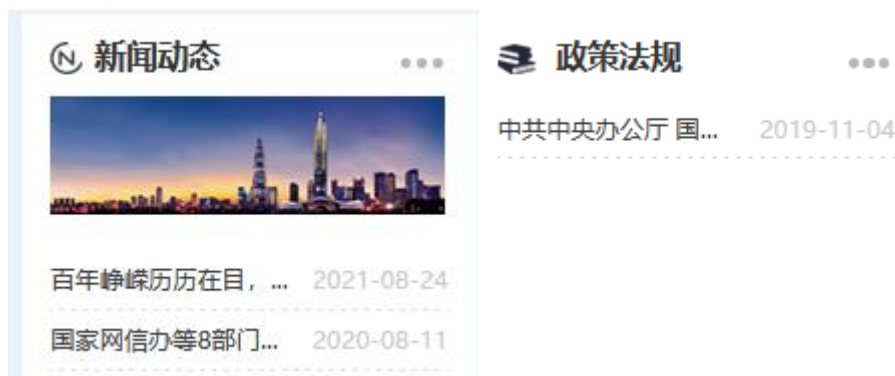 新闻动态
百年峥嵘历历在目，... 2021-08-24
国家网信办等8部门... 2020-08-11
政策法规
中共中央办公厅 国... 2019-11-04